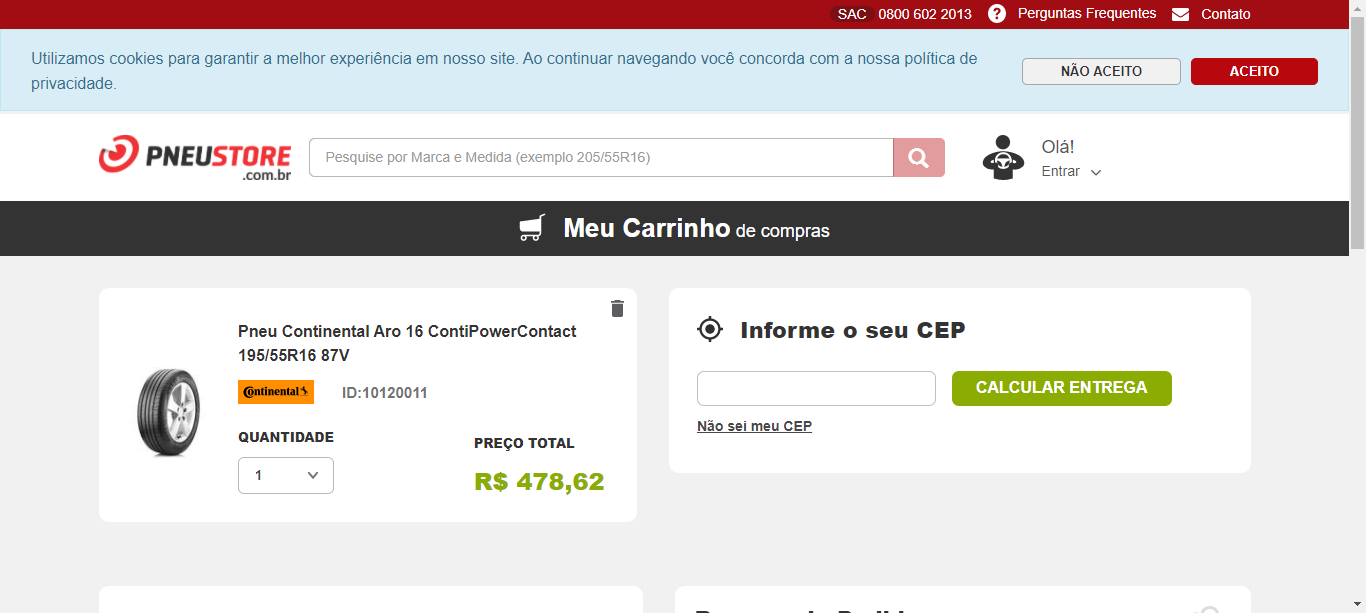 SAC 0800 602 2013 Perguntas Frequentes Contato
Utilizamos cookies para garantir a melhor experiência em nosso site. Ao continuar navegando você concorda com a nossa política de
privacidade.
NÃO ACEITO
ACEITO
PNEUSTORE
.com.br
Pesquise por Marca e Medida (exemplo 205/55R16)
Olá!
Entrar
Meu Carrinho de compras
Pneu Continental Aro 16 ContiPowerContact
195/55R16 87V
Continental
ID:10120011
QUANTIDADE
1
PREÇO TOTAL
R$ 478,62
Informe o seu CEP
CALCULAR ENTREGA
Não sei meu CEP